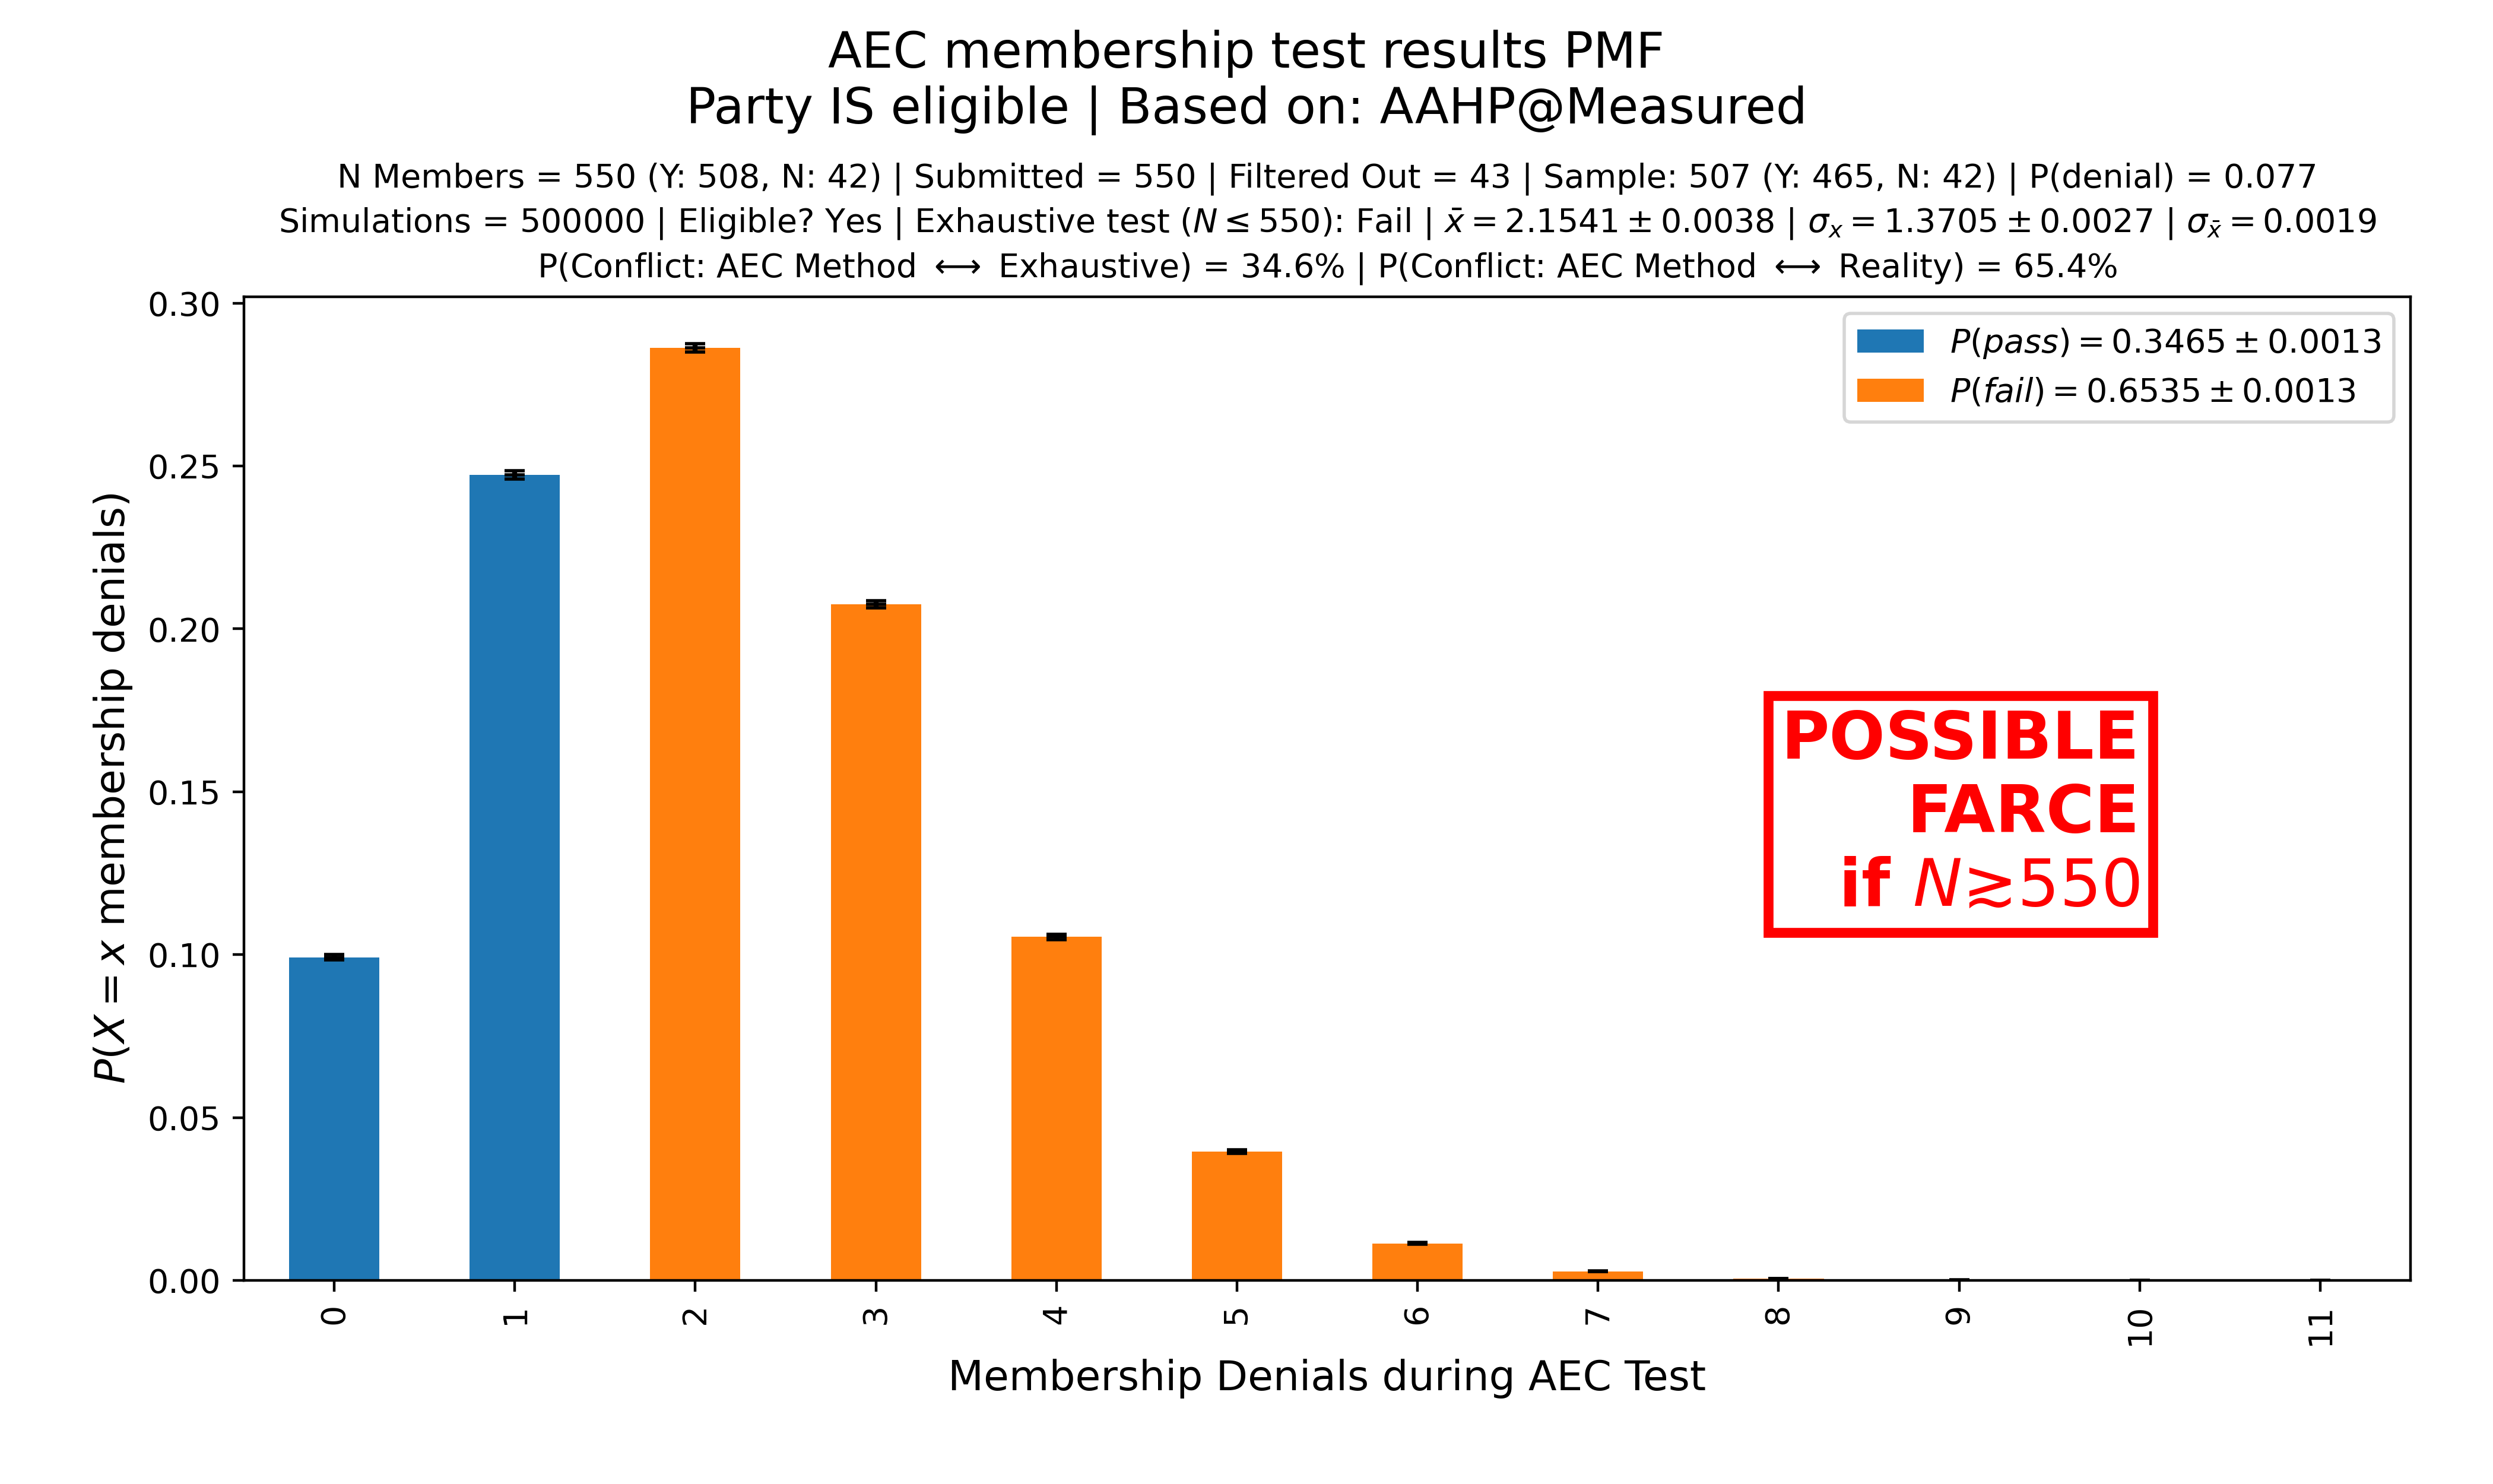 AEC membership test results PMF
Party IS eligible | Based on: AAHP@Measured
N Members = 550 (Y: 508, N: 42) | Submitted = 550 | Filtered Out = 43 | Sample: 507 (Y: 465, N: 42) | P(denial) = 0.077
Simulations = 500000 | Eligible? Yes | Exhaustive test (N ≤ 550): Fail | x̄ = 2.1541 ± 0.0038 | σₓ = 1.3705 ± 0.0027 | σ_x̄ = 0.0019
P(Conflict: AEC Method ⟷ Exhaustive) = 34.6% | P(Conflict: AEC Method ⟷ Reality) = 65.4%
P(pass) = 0.3465 ± 0.0013
P(fail) = 0.6535 ± 0.0013
POSSIBLE
FARCE
if N⪆550
P(X = x membership denials)
0.30
0.25
0.20
0.15
0.10
0.05
0.00
0
1
2
3
4
5
6
7
8
9
10
11
Membership Denials during AEC Test